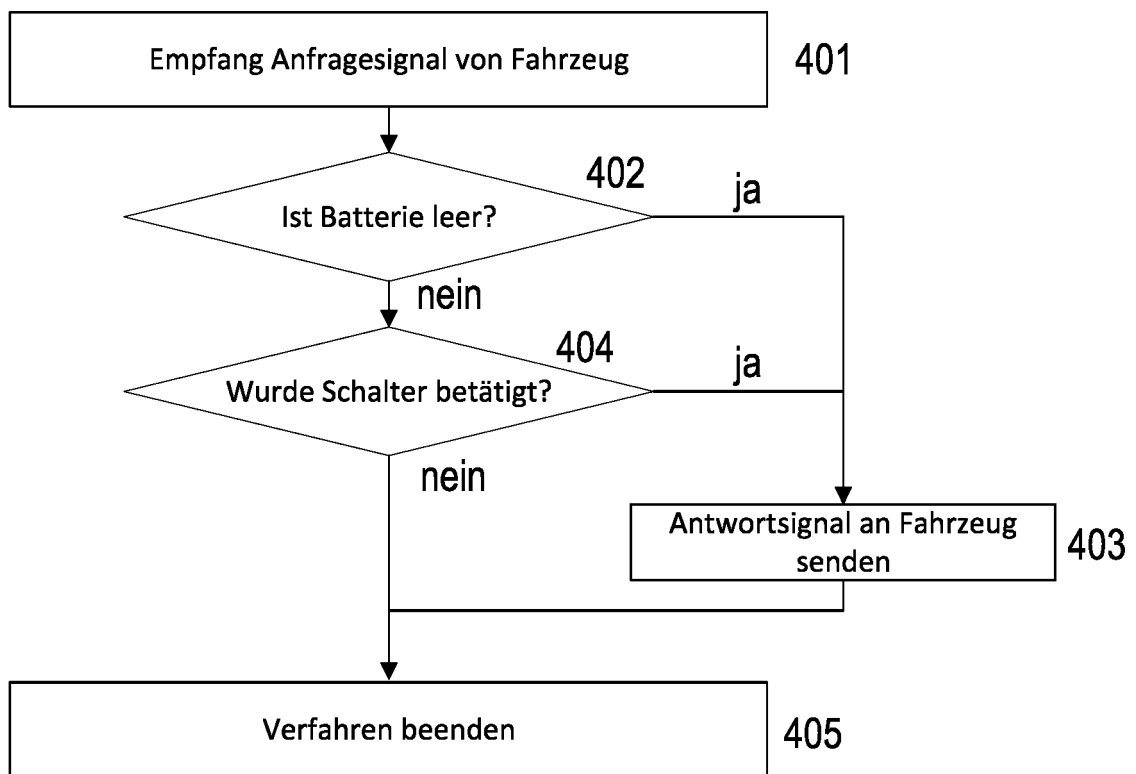 Empfang Anfragesignal von Fahrzeug
401
402
Ist Batterie leer?
ja
nein
404
Wurde Schalter betätigt?
ja
nein
Antwortsignal an Fahrzeug
senden
403
Verfahren beenden
405